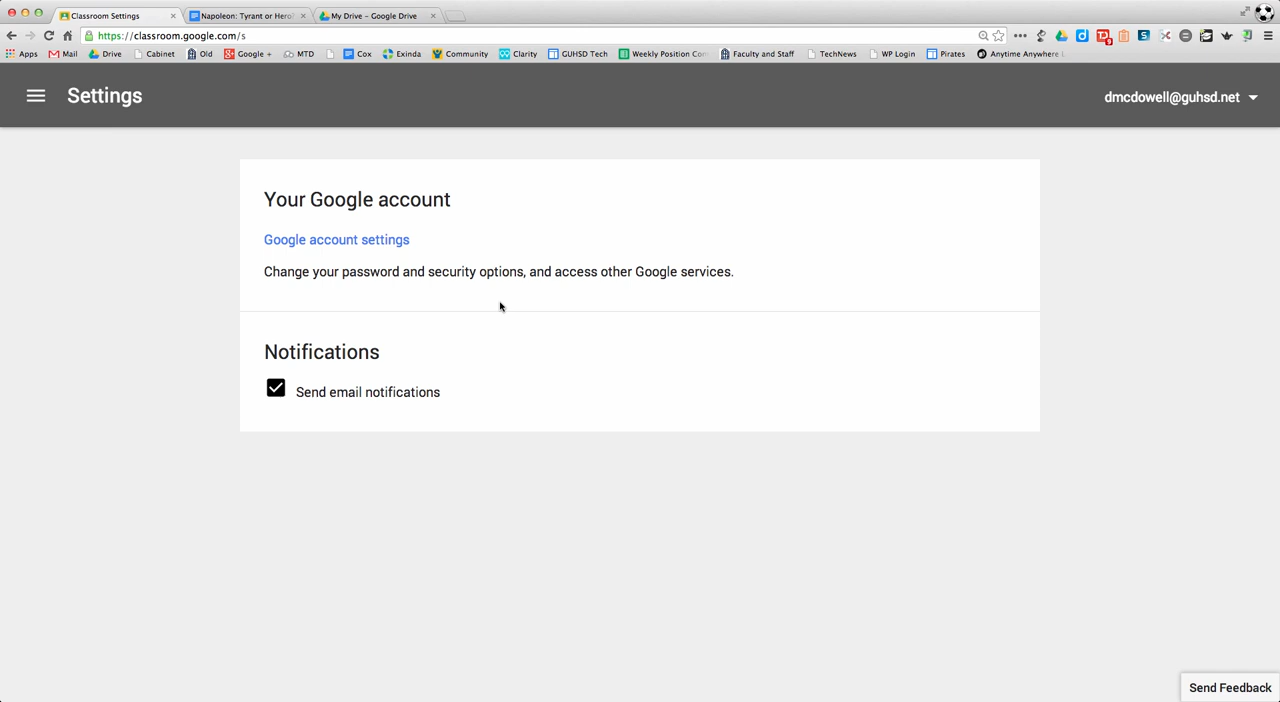 Classroom Settings
Napoleon: Tyrant or Hero?
My Drive - Google Drive
https://classroom.google.com/s
Apps Mail Drive Cabinet Old Google + MTD Cox Exinda Community Clarity GUHSD Tech Weekly Position Con Faculty and Staff TechNews WP Login Pirates Anytime Anywhere
Settings
dmcdowell@guhsd.net
Your Google account
Google account settings
Change your password and security options, and access other Google services.
Notifications
Send email notifications
Send Feedback